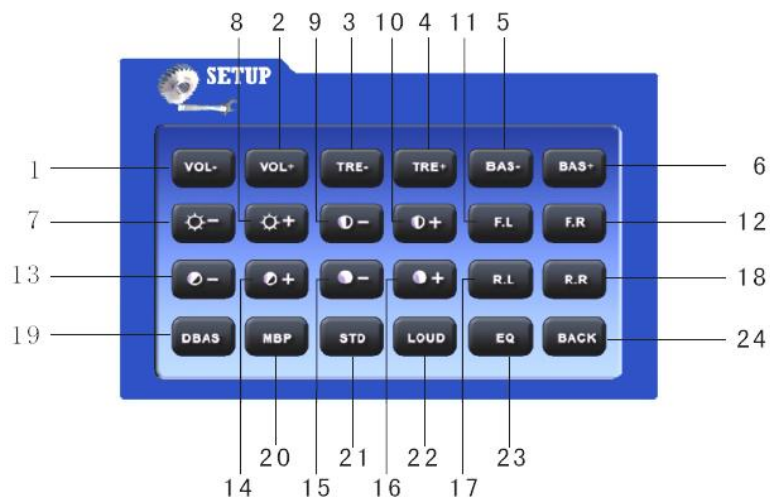 8 2 9 3 10 4 11 5
SETUP
1 VOL- VOL+ TRE- TRE+ BAS- BAS+ 6
7 - + - + F.L F.R 12
13 - + - + R.L R.R 18
19 DBAS MBP STD LOUD EQ BACK 24
20 21 22 23
14 15 16 17